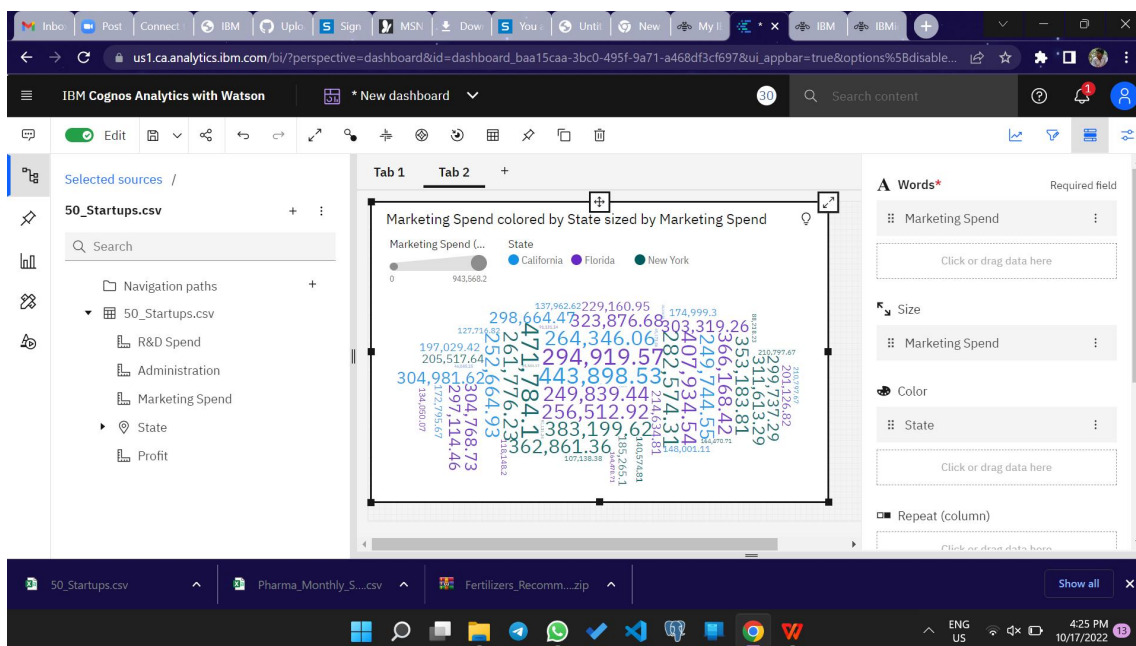 Inbo
Post
Connect
IBM
Uplo
Sign
MSN
Dow
You
Untit
New
My I
*
IBM
IBM
us1.ca.analytics.ibm.com/bi/?perspective=dashboard&id=dashboard_baa15caa-3bc0-495f-9a71-a468df3cf697&ui_appbar=true&options%5Bdisable...
IBM Cognos Analytics with Watson
* New dashboard
30
Search content
1
Edit
Selected sources /
50_Startups.csv
Search
Navigation paths
50_Startups.csv
R&D Spend
Administration
Marketing Spend
State
Profit
Tab 1
Tab 2
Marketing Spend colored by State sized by Marketing Spend
Marketing Spend (...
State
0
943,568.2
California
Florida
New York
137,962.62
229,160.95
174,999.3
298,664.47
323,876.68
303,319.26
127,716.82
264,346.06
197,029.42
205,517.64
294,919.57
210,797.67
304,981.62
443,898.53
249,839.44
256,512.92
383,199.62
362,861.36
107,138.38
148,001.11
134,050.07
172,795.67
297,114.46
304,768.73
252,664.93
118,148.2
261,776.23
471,784.1
185,265.1
140,574.81
214,634.81
282,574.31
407,934.54
249,744.55
366,168.42
353,183.81
311,613.29
299,737.29
201,126.82
Words*
Required field
Marketing Spend
Click or drag data here
Size
Marketing Spend
Color
State
Click or drag data here
Repeat (column)
Click or drag data here
50_Startups.csv
Pharma_Monthly_S....csv
Fertilizers_Recomm....zip
Show all
ENG
US
4:25 PM
10/17/2022
13